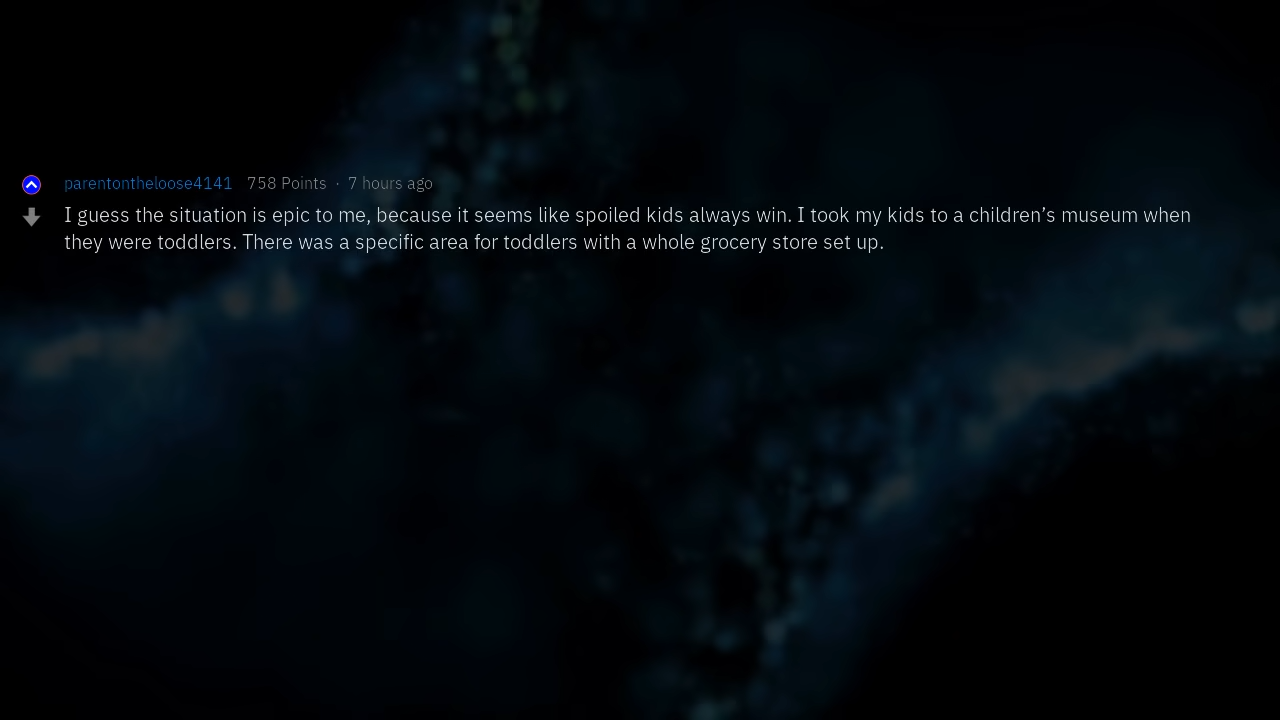 parentontheloose4141 758 Points · 7 hours ago
I guess the situation is epic to me, because it seems like spoiled kids always win. I took my kids to a children’s museum when
they were toddlers. There was a specific area for toddlers with a whole grocery store set up.